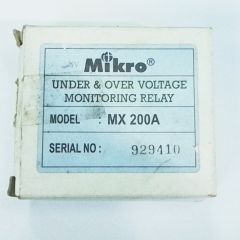 Mikro®
UNDER & OVER VOLTAGE
MONITORING RELAY
MODEL : MX 200A
SERIAL NO : 929410